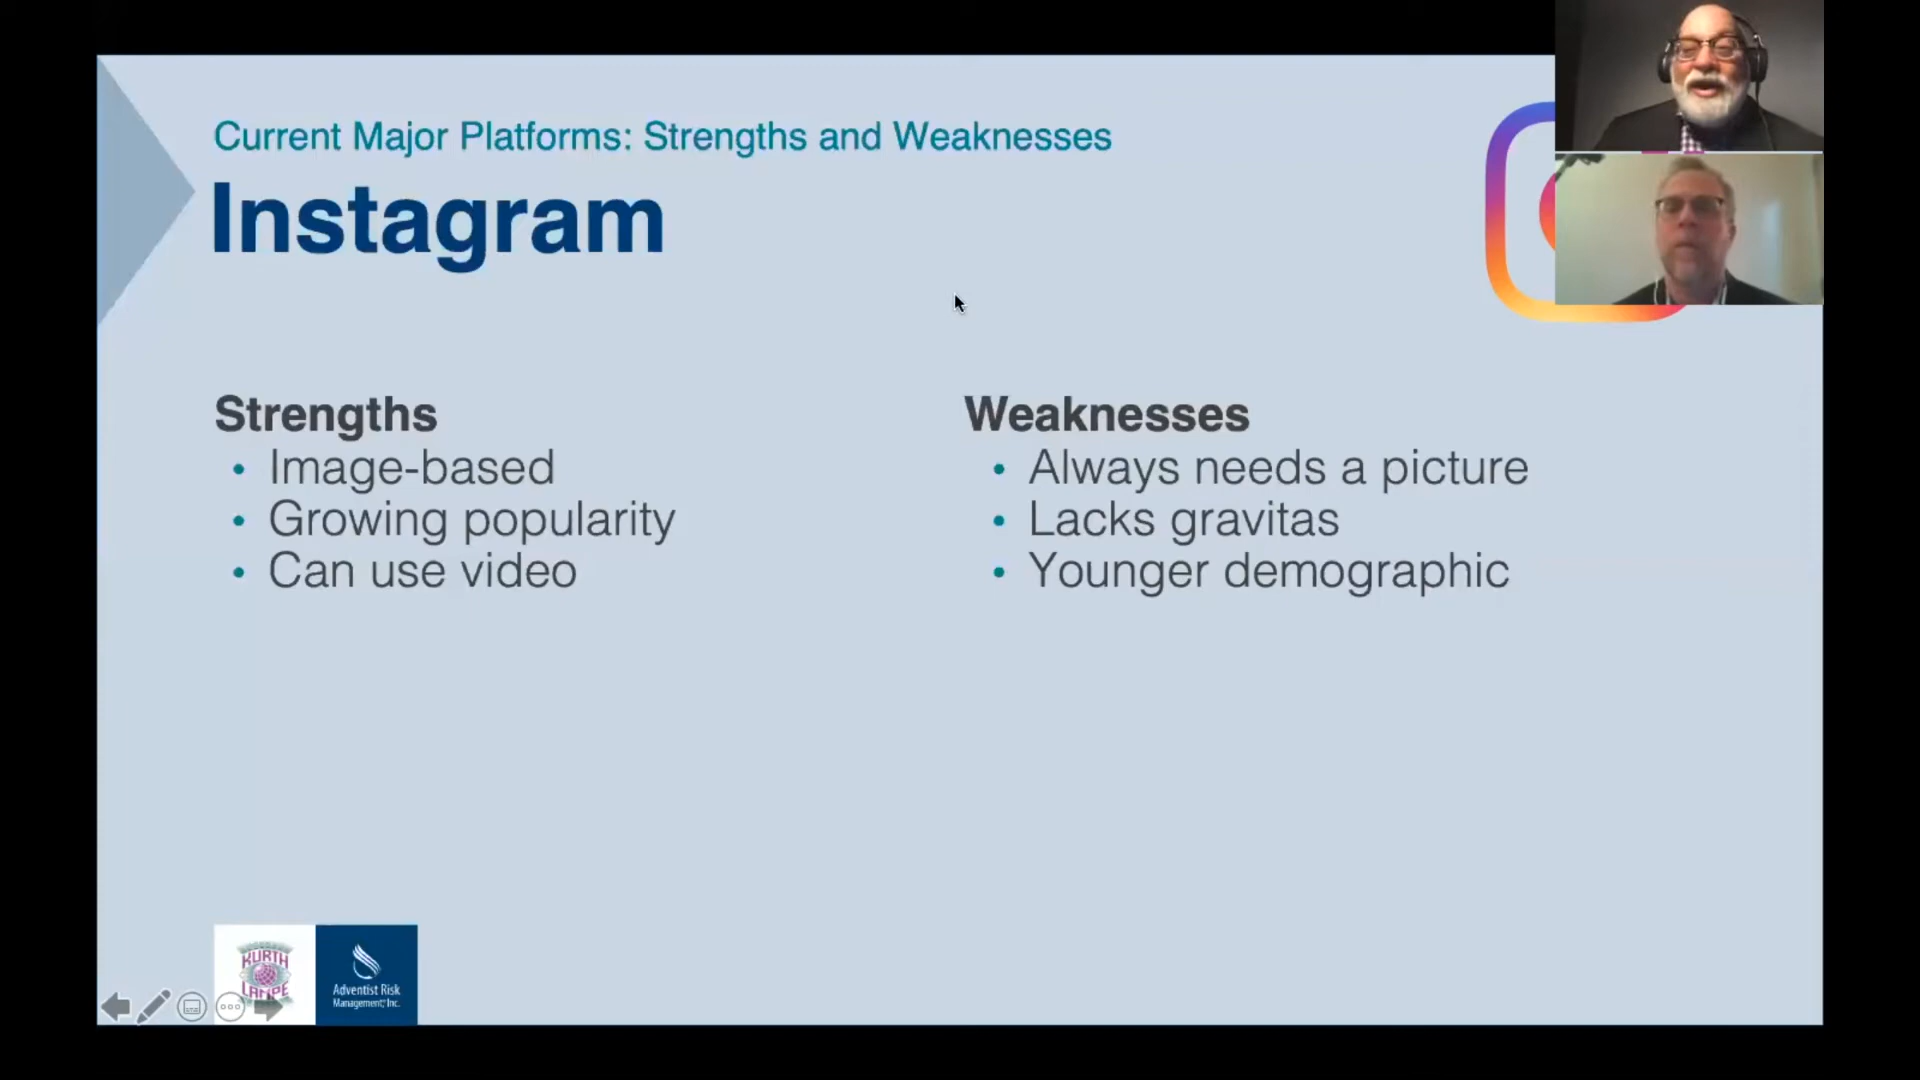 Current Major Platforms: Strengths and Weaknesses
Instagram
Strengths
• Image-based
• Growing popularity
• Can use video
Weaknesses
• Always needs a picture
• Lacks gravitas
• Younger demographic
KURTH
LAMPE
Adventist Risk
Management, Inc.